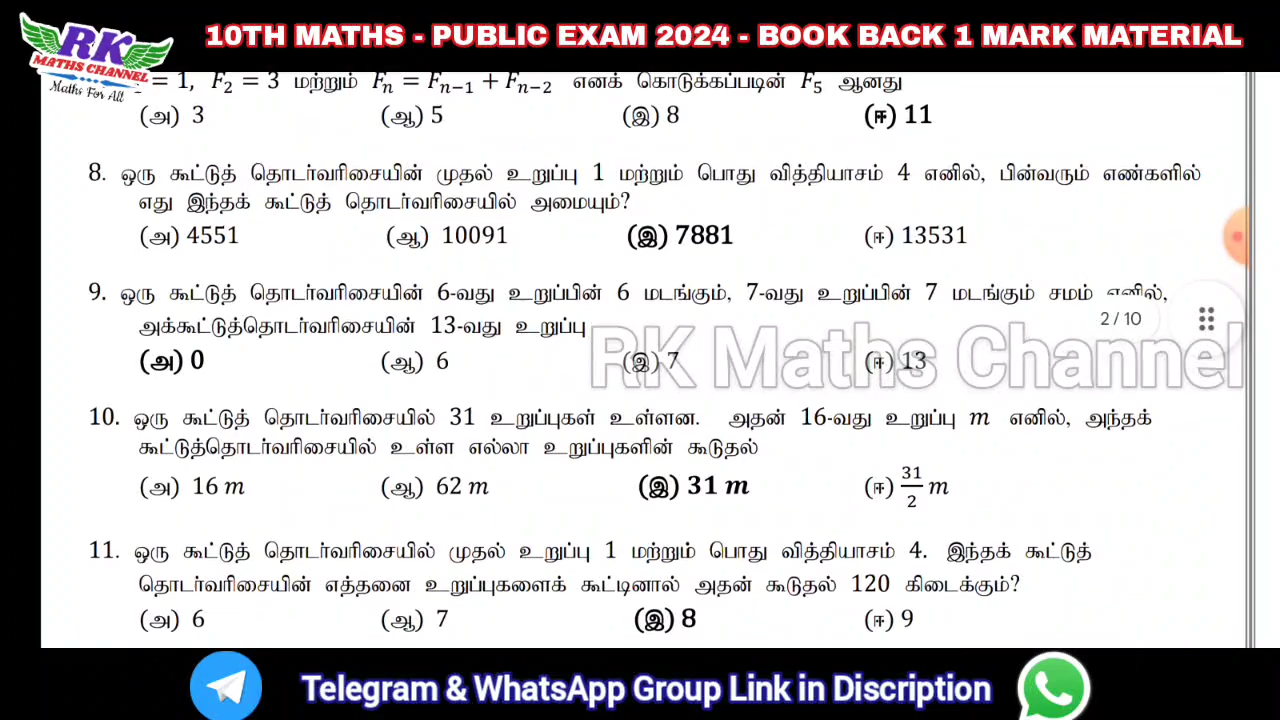 RK
MATHS CHANNEL
Maths For All
10TH MATHS - PUBLIC EXAM 2024 - BOOK BACK 1 MARK MATERIAL
= 1, F₂ = 3 மற்றும் Fₙ = Fₙ₋₁ + Fₙ₋₂ எனக் கொடுக்கப்படின் F₅ ஆனது
(அ) 3 (ஆ) 5 (இ) 8 (ஈ) 11
8. ஒரு கூட்டுத் தொடர்வரிசையின் முதல் உறுப்பு 1 மற்றும் பொது வித்தியாசம் 4 எனில், பின்வரும் எண்களில்
எது இந்தக் கூட்டுத் தொடர்வரிசையில் அமையும்?
(அ) 4551 (ஆ) 10091 (இ) 7881 (ஈ) 13531
9. ஒரு கூட்டுத் தொடர்வரிசையின் 6-வது உறுப்பின் 6 மடங்கும், 7-வது உறுப்பின் 7 மடங்கும் சமம் எனில்,
அக்கூட்டுத்தொடர்வரிசையின் 13-வது உறுப்பு
2 / 10
(அ) 0 (ஆ) 6 (இ) 7 (ஈ) 13
RK Maths Channel
10. ஒரு கூட்டுத் தொடர்வரிசையில் 31 உறுப்புகள் உள்ளன. அதன் 16-வது உறுப்பு m எனில், அந்தக்
கூட்டுத்தொடர்வரிசையில் உள்ள எல்லா உறுப்புகளின் கூடுதல்
(அ) 16 m (ஆ) 62 m (இ) 31 m (ஈ) 31/2 m
11. ஒரு கூட்டுத் தொடர்வரிசையில் முதல் உறுப்பு 1 மற்றும் பொது வித்தியாசம் 4. இந்தக் கூட்டுத்
தொடர்வரிசையின் எத்தனை உறுப்புகளைக் கூட்டினால் அதன் கூடுதல் 120 கிடைக்கும்?
(அ) 6 (ஆ) 7 (இ) 8 (ஈ) 9
Telegram & WhatsApp Group Link in Discription